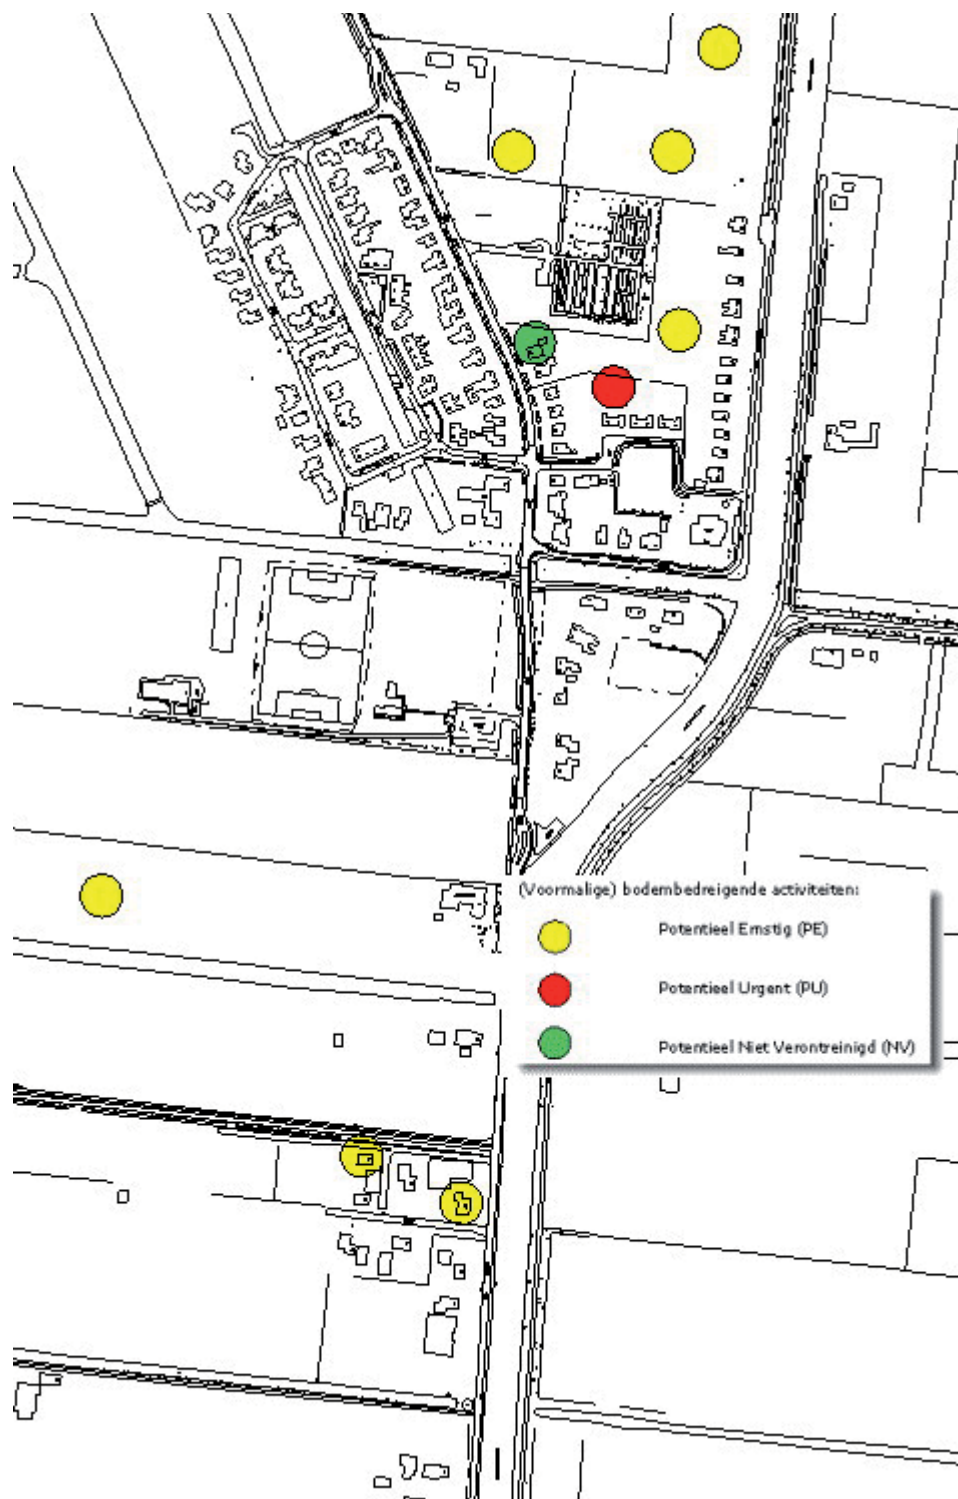 (Voormalige) bodembedreigende activiteiten:
Potentieel Ernstig (PE)
Potentieel Urgent (PU)
Potentieel Niet Verontreinigd (NV)